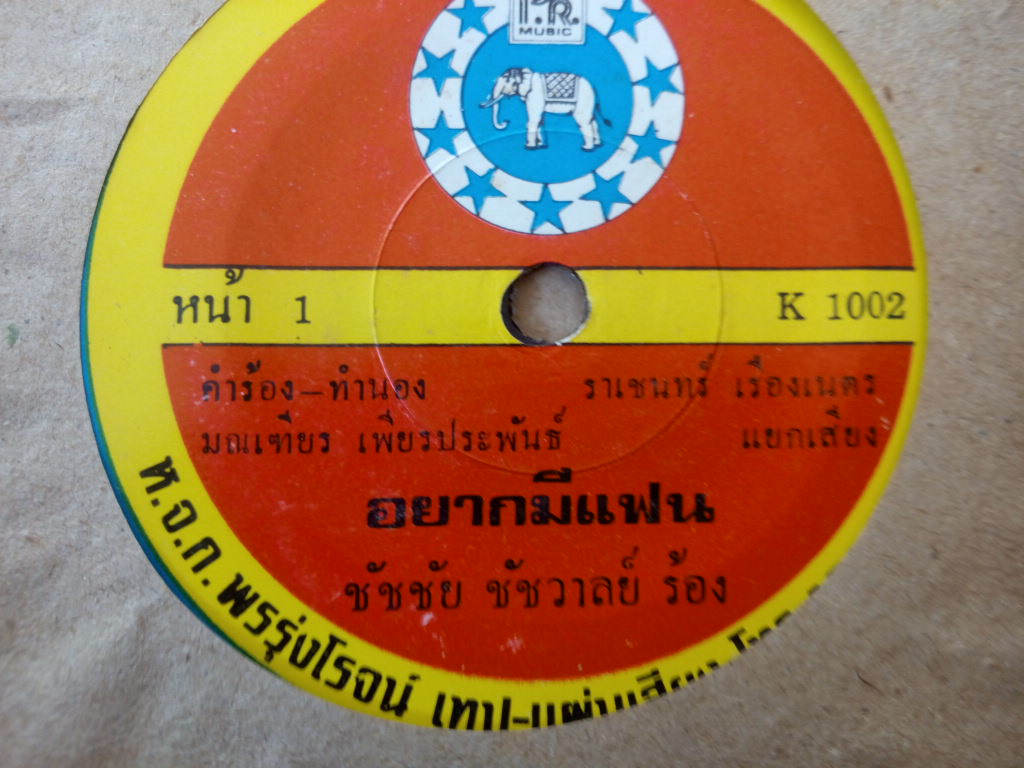 P.R.
MUSIC
หน้า 1 K 1002
คำร้อง-ทำนอง ราเชนทร์ เรืองเนตร
มณเฑียร เพียรประพันธ์ แยกเสียง
อยากมีแฟน
ชัชชัย ชัชวาลย์ ร้อง
ห.จ.ก. พรรุ่งโรจน์ เทป-แผ่นเสียง